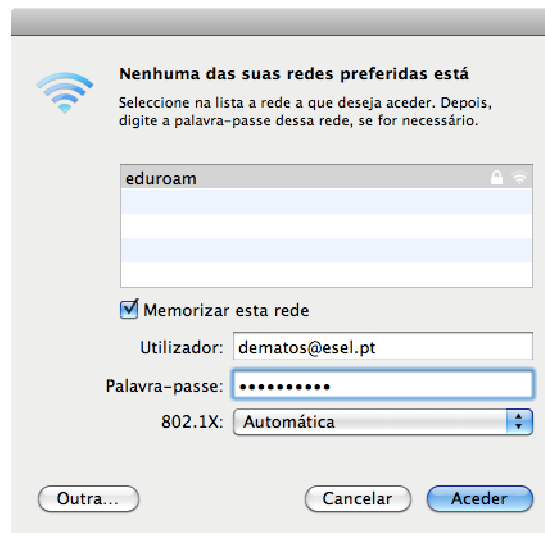 Nenhuma das suas redes preferidas está
Seleccione na lista a rede a que deseja aceder. Depois,
digite a palavra-passe dessa rede, se for necessário.
eduroam
Memorizar esta rede
Utilizador: dematos@esel.pt
Palavra-passe: ••••••••••
802.1X: Automática
Outra... Cancelar Aceder